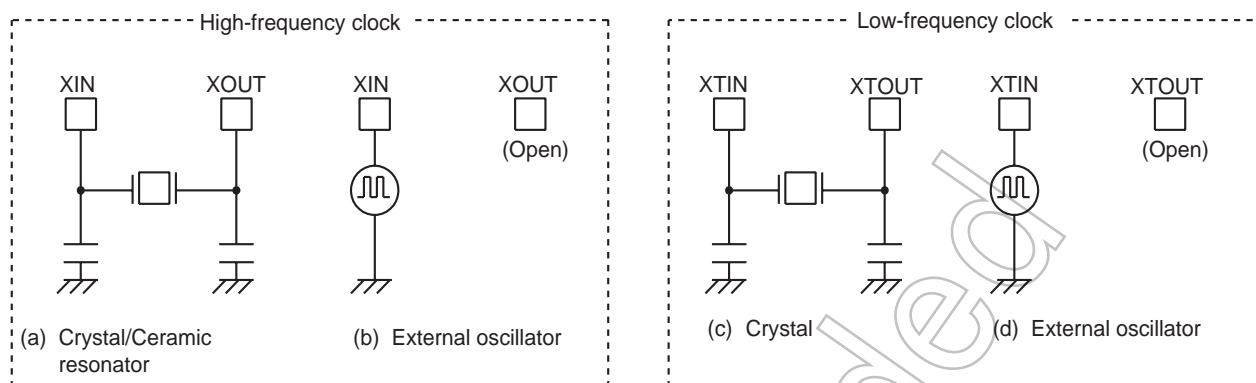 High-frequency clock
XIN
XOUT
XIN
XOUT
(Open)
(a) Crystal/Ceramic
resonator
(b) External oscillator
Low-frequency clock
XTIN
XTOUT
XTIN
XTOUT
(Open)
(c) Crystal
(d) External oscillator
ded